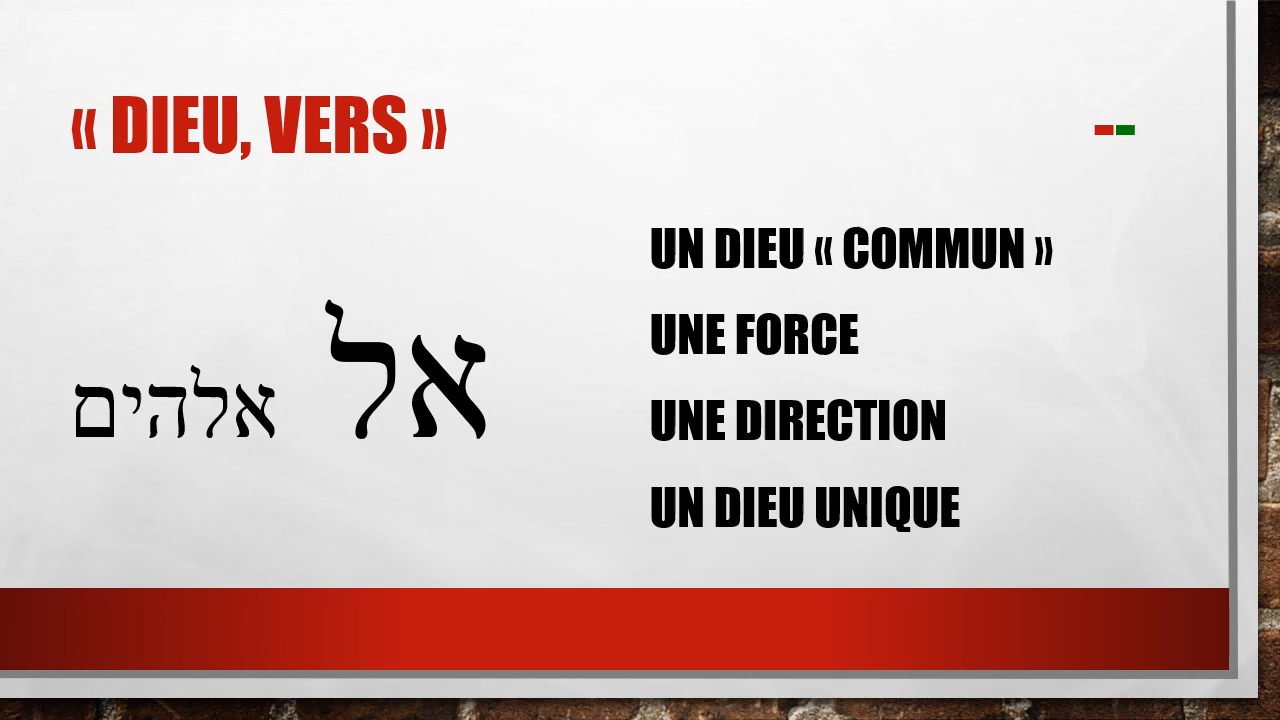 « DIEU, VERS »
אל אלהים
UN DIEU « COMMUN »
UNE FORCE
UNE DIRECTION
UN DIEU UNIQUE